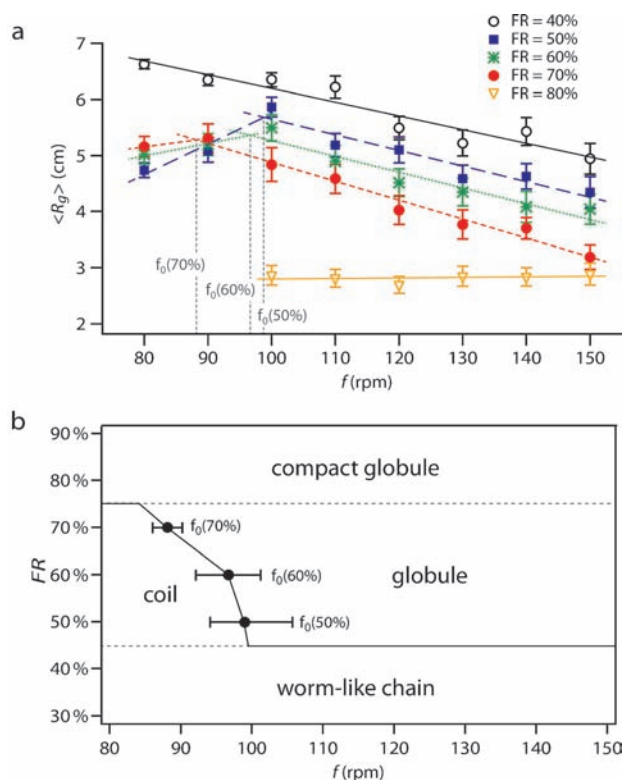 a
FR = 40%
FR = 50%
FR = 60%
FR = 70%
FR = 80%
7
6
5
4
3
2
<Rg> (cm)
f0(70%)
f0(60%)
f0(50%)
80 90 100 110 120 130 140 150
f (rpm)
b
90%
80%
70%
60%
50%
40%
30%
FR
compact globule
f0(70%)
f0(60%)
coil
globule
f0(50%)
worm-like chain
80 90 100 110 120 130 140 150
f (rpm)